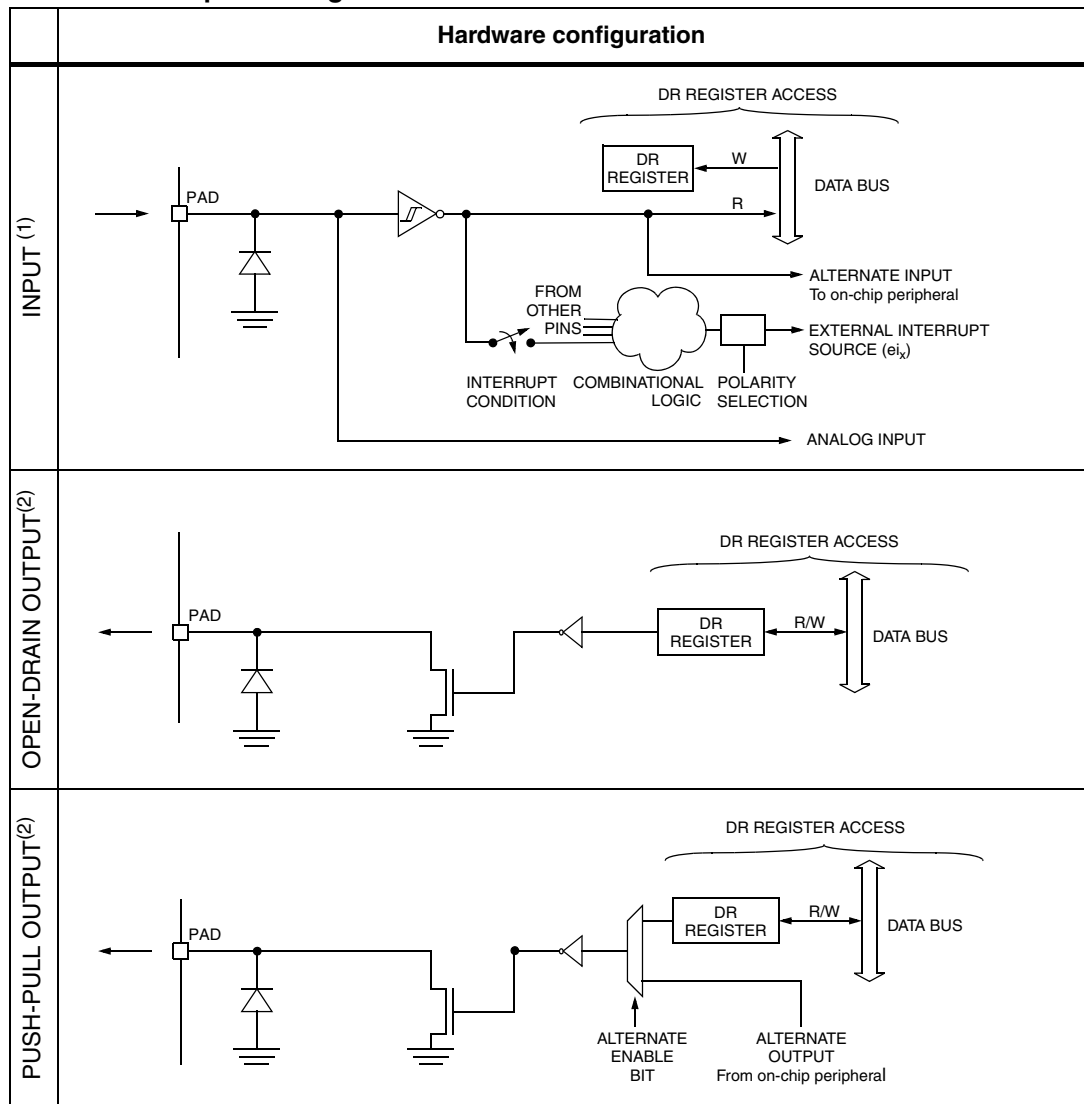 Hardware configuration
INPUT (1)
DR REGISTER ACCESS
DR
REGISTER
W
R
DATA BUS
PAD
ALTERNATE INPUT
To on-chip peripheral
FROM
OTHER
PINS
EXTERNAL INTERRUPT
SOURCE (eix)
INTERRUPT
CONDITION
COMBINATIONAL
LOGIC
POLARITY
SELECTION
ANALOG INPUT
OPEN-DRAIN OUTPUT(2)
DR REGISTER ACCESS
PAD
DR
REGISTER
R/W
DATA BUS
PUSH-PULL OUTPUT(2)
DR REGISTER ACCESS
PAD
DR
REGISTER
R/W
DATA BUS
ALTERNATE
ENABLE
BIT
ALTERNATE
OUTPUT
From on-chip peripheral